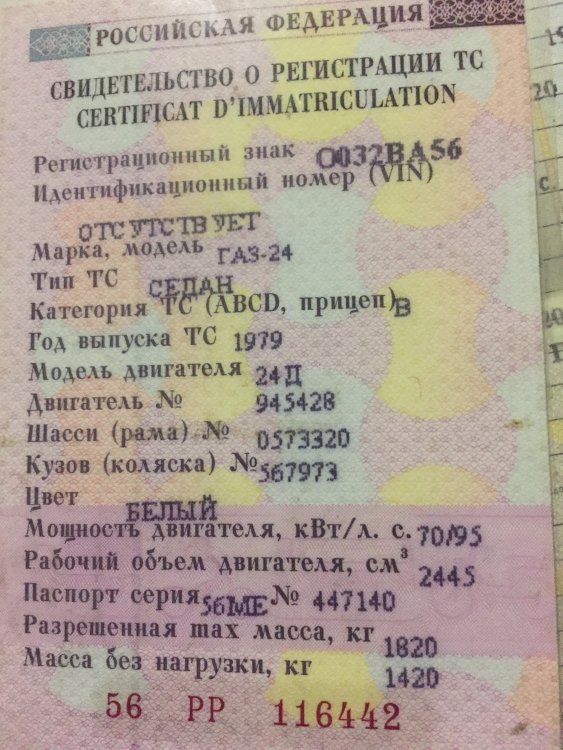 РОССИЙСКАЯ ФЕДЕРАЦИЯ
СВИДЕТЕЛЬСТВО О РЕГИСТРАЦИИ ТС
CERTIFICAT D'IMMATRICULATION
Регистрационный знак О032ВА56
Идентификационный номер (VIN)
ОТСУТСТВУЕТ
Марка, модель ГАЗ-24
Тип ТС СЕДАН
Категория ТС (ABCD, прицеп) В
Год выпуска ТС 1979
Модель двигателя 24Д
Двигатель № 945428
Шасси (рама) № 0573320
Кузов (коляска) № 567973
Цвет БЕЛЫЙ
Мощность двигателя, кВт/л. с. 70/95
Рабочий объем двигателя, см³ 2445
Паспорт серия 56МЕ № 447140
Разрешенная max масса, кг 1820
Масса без нагрузки, кг 1420
56 РР 116442